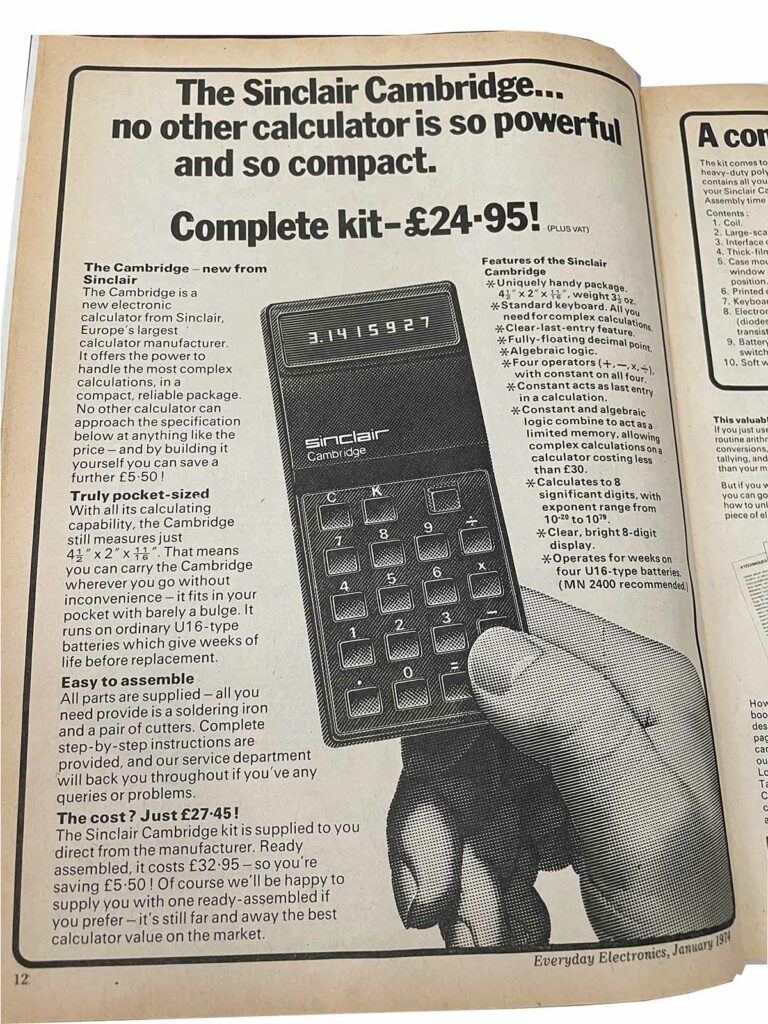 The Sinclair Cambridge...
no other calculator is so powerful
and so compact.
Complete kit–£24·95! (PLUS VAT)
The Cambridge – new from
Sinclair
The Cambridge is a
new electronic
calculator from Sinclair,
Europe's largest
calculator manufacturer.
It offers the power to
handle the most complex
calculations, in a
compact, reliable package.
No other calculator can
approach the specification
below at anything like the
price – and by building it
yourself you can save a
further £5·50!
Truly pocket-sized
With all its calculating
capability, the Cambridge
still measures just
4½″ x 2″ x 11/16″. That means
you can carry the Cambridge
wherever you go without
inconvenience – it fits in your
pocket with barely a bulge. It
runs on ordinary U16-type
batteries which give weeks of
life before replacement.
Easy to assemble
All parts are supplied – all you
need provide is a soldering iron
and a pair of cutters. Complete
step-by-step instructions are
provided, and our service department
will back you throughout if you've any
queries or problems.
The cost? Just £27·45!
The Sinclair Cambridge kit is supplied to you
direct from the manufacturer. Ready
assembled, it costs £32·95 – so you're
saving £5·50! Of course we'll be happy to
supply you with one ready-assembled if
you prefer – it's still far and away the best
calculator value on the market.
3.1415927
sinclair
Cambridge
C K
7 8 9 ÷
4 5 6 x
1 2 3 –
· 0 =
Features of the Sinclair
Cambridge
* Uniquely handy package.
4½″ x 2″ x 11/16″, weight 3½ oz.
* Standard keyboard. All you
need for complex calculations.
* Clear-last-entry feature.
* Fully-floating decimal point.
* Algebraic logic.
* Four operators (+, –, x, ÷),
with constant on all four.
* Constant acts as last entry
in a calculation.
* Constant and algebraic
logic combine to act as a
limited memory, allowing
complex calculations on a
calculator costing less
than £30.
* Calculates to 8
significant digits, with
exponent range from
10⁻²⁰ to 10⁷⁹.
* Clear, bright 8-digit
display.
* Operates for weeks on
four U16-type batteries.
(MN 2400 recommended.)
12
Everyday Electronics, January 1974
A con
The kit comes to
heavy-duty poly
contains all you
your Sinclair Ca
Assembly time
Contents:
1. Coil.
2. Large-sca
3. Interface c
4. Thick-film
5. Case mou
window
position.
6. Printed c
7. Keyboar
8. Electron
(diodes
transist
9. Battery
switch
10. Soft w
This valuabl
If you just use
routine arithm
conversions,
tallying, and
than your m
But if you w
you can go
how to unl
piece of el
How
boo
des
pag
car
ou
Lo
Ta
C